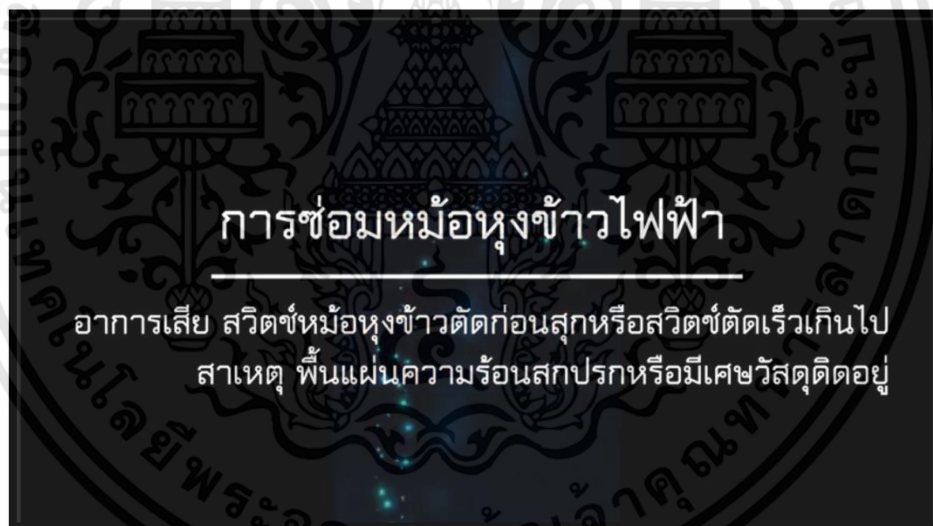 การซ่อมหม้อหุงข้าวไฟฟ้า
อาการเสีย สวิตช์หม้อหุงข้าวตัดก่อนสุกหรือสวิตช์ตัดเร็วเกินไป
สาเหตุ พื้นแผ่นความร้อนสกปรกหรือมีเศษวัสดุติดอยู่